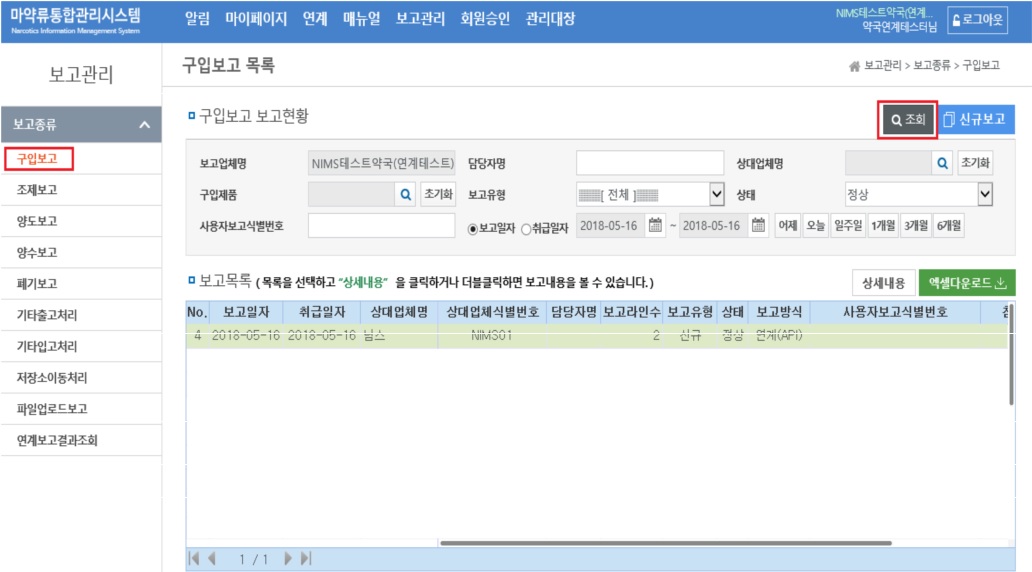 마약류통합관리시스템
Narcotics Information Management System
알림 마이페이지 연계 매뉴얼 보고관리 회원승인 관리대장
NIMS테스트약국(연계...
약국연계테스터님
로그아웃
보고관리
구입보고 목록
보고관리 > 보고종류 > 구입보고
보고종류
구입보고
조제보고
양도보고
양수보고
폐기보고
기타출고처리
기타입고처리
저장소이동처리
파일업로드보고
연계보고결과조회
구입보고 보고현황
조회 신규보고
보고업체명 NIMS테스트약국(연계테스트) 담당자명 상대업체명 초기화
구입제품 초기화 보고유형 [ 전체 ] 상태 정상
사용자보고식별번호 보고일자 취급일자 2018-05-16 ~ 2018-05-16 어제 오늘 일주일 1개월 3개월 6개월
보고목록 ( 목록을 선택하고 "상세내용" 을 클릭하거나 더블클릭하면 보고내용을 볼 수 있습니다. )
상세내용 엑셀다운로드
No. 보고일자 취급일자 상대업체명 상대업체식별번호 담당자명 보고라인수 보고유형 상태 보고방식 사용자보고식별번호
4 2018-05-16 2018-05-16 님스 NIMS01 2 신규 정상 연계(API)
1 / 1